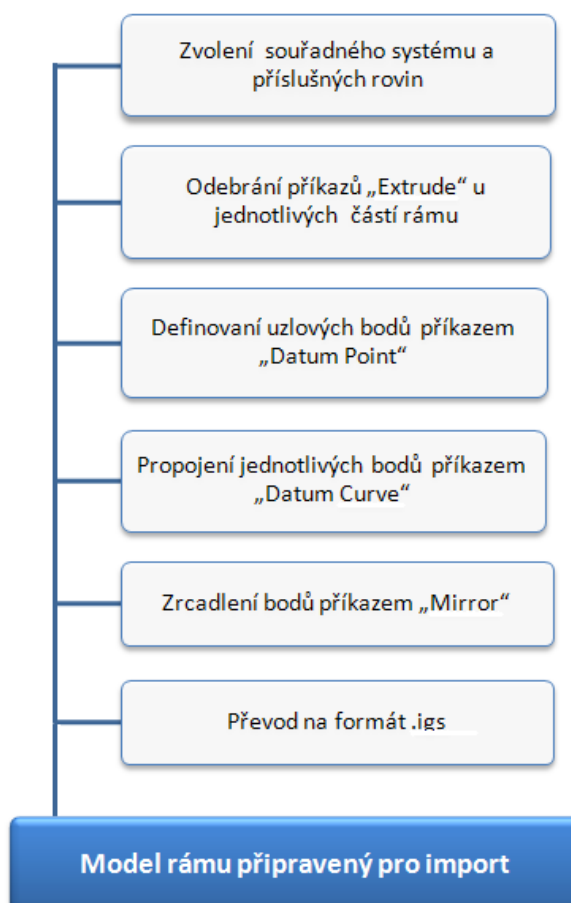 Zvolení souřadného systému a
příslušných rovin
Odebrání příkazů „Extrude“ u
jednotlivých částí rámu
Definovaní uzlových bodů příkazem
„Datum Point“
Propojení jednotlivých bodů příkazem
„Datum Curve“
Zrcadlení bodů příkazem „Mirror“
Převod na formát .igs
Model rámu připravený pro import